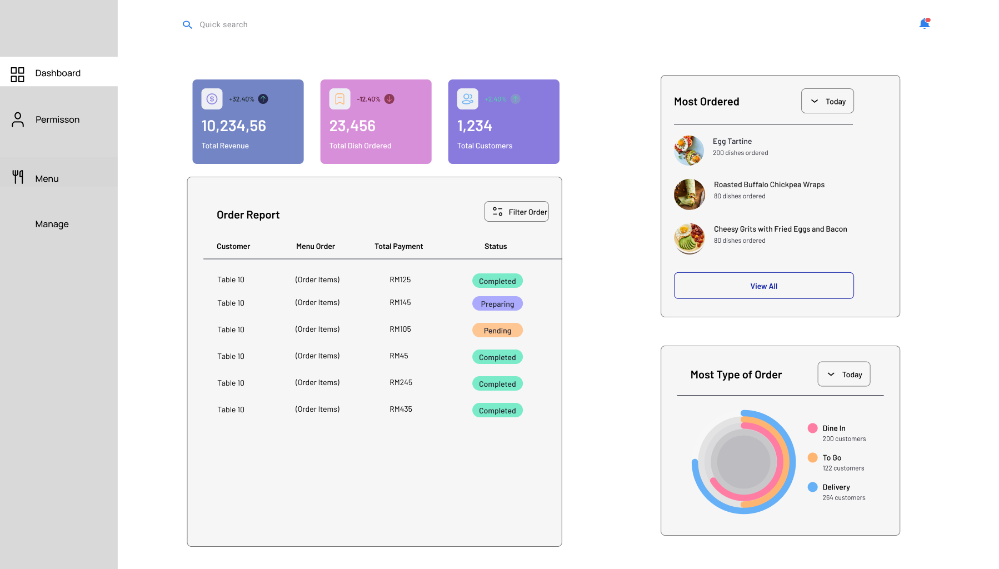 Quick search
Dashboard
Permisson
Menu
Manage
$ +32.40%
10,234,56
Total Revenue
-12.40%
23,456
Total Dish Ordered
+2.40%
1,234
Total Customers
Order Report
Filter Order
Customer Menu Order Total Payment Status
Table 10 (Order Items) RM125 Completed
Table 10 (Order Items) RM145 Preparing
Table 10 (Order Items) RM105 Pending
Table 10 (Order Items) RM45 Completed
Table 10 (Order Items) RM245 Completed
Table 10 (Order Items) RM435 Completed
Most Ordered
Today
Egg Tartine
200 dishes ordered
Roasted Buffalo Chickpea Wraps
80 dishes ordered
Cheesy Grits with Fried Eggs and Bacon
80 dishes ordered
View All
Most Type of Order
Today
Dine In
200 customers
To Go
122 customers
Delivery
264 customers